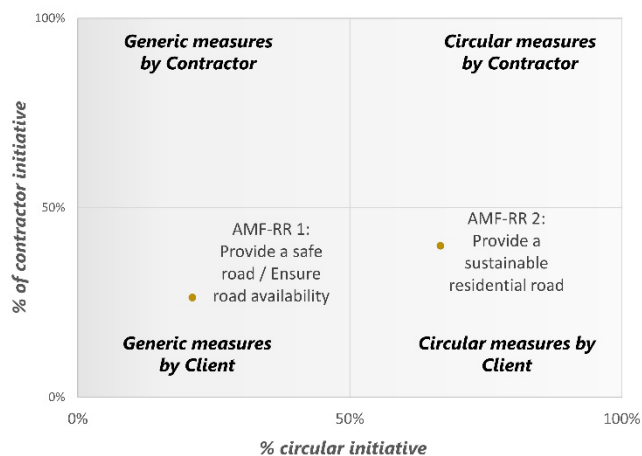 100%
Generic measures
by Contractor
Circular measures
by Contractor
% of contractor initiative
50%
AMF-RR 1:
Provide a safe
road / Ensure
road availability
AMF-RR 2:
Provide a
sustainable
residential road
Generic measures
by Client
Circular measures by
Client
0%
0%
50%
100%
% circular initiative